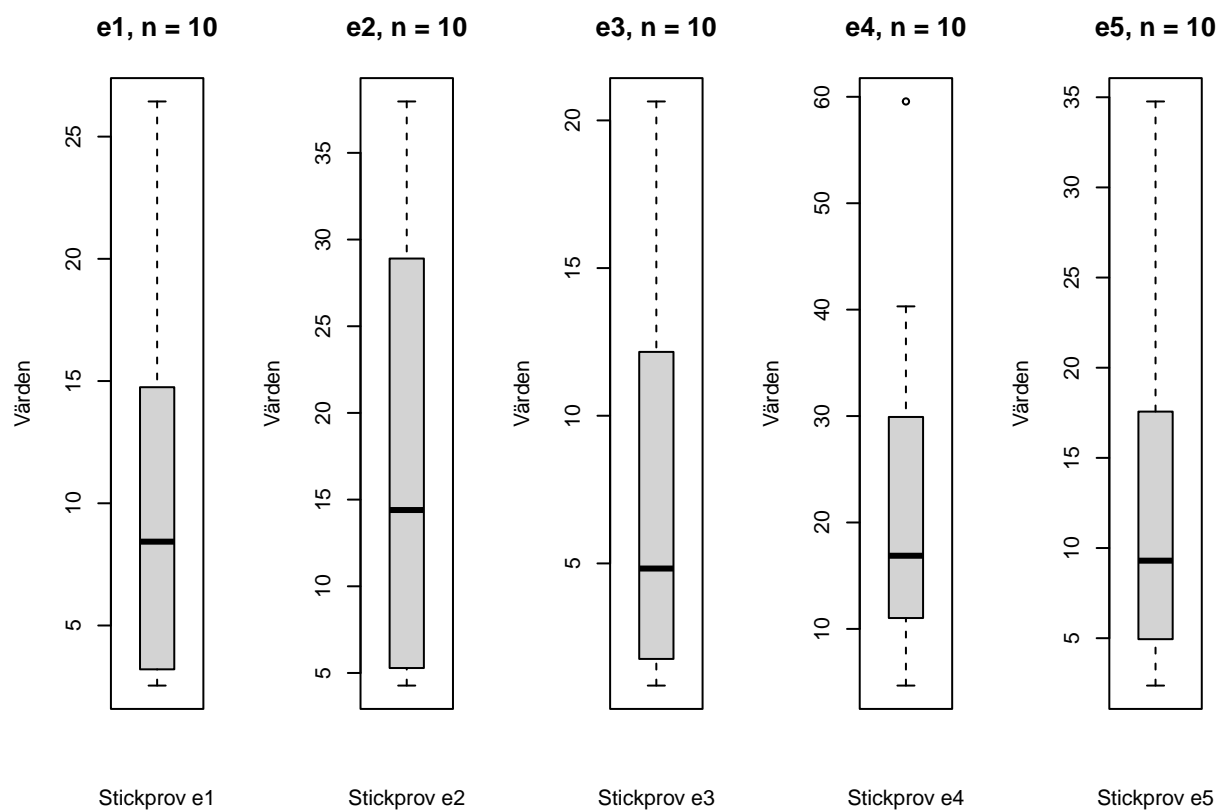 e1, n = 10
e2, n = 10
e3, n = 10
e4, n = 10
e5, n = 10
Värden
5
10
15
20
25
Stickprov e1
Värden
5
10
15
20
25
30
35
Stickprov e2
Värden
5
10
15
20
Stickprov e3
Värden
10
20
30
40
50
60
Stickprov e4
Värden
5
10
15
20
25
30
35
Stickprov e5